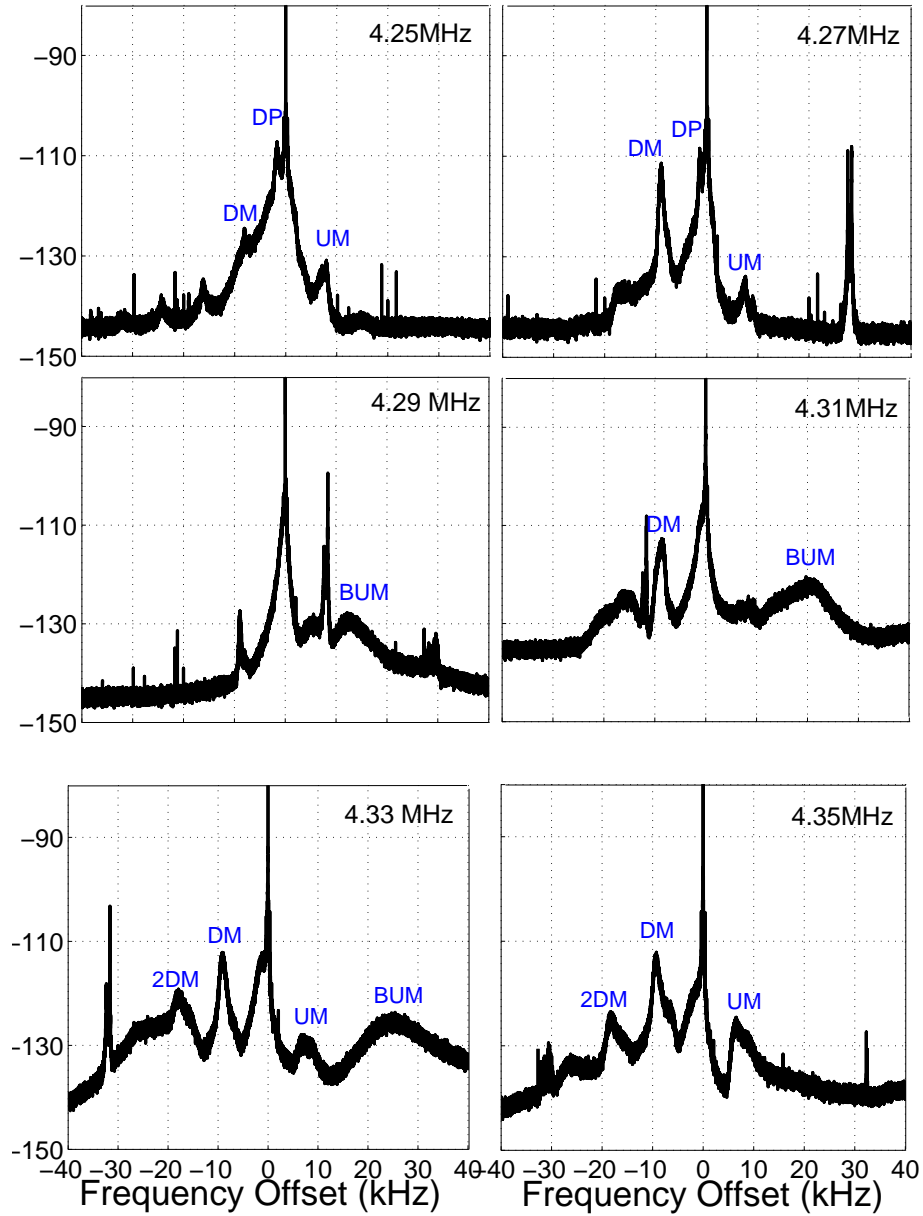 4.25MHz
−90
DP
−110
DM
UM
−130
−150
4.27MHz
DM
DP
UM
4.29 MHz
−90
−110
BUM
−130
−150
4.31MHz
DM
BUM
4.33 MHz
−90
−110
DM
2DM
UM
BUM
−130
−150
−40 −30 −20 −10 0 10 20 30 40
Frequency Offset (kHz)
4.35MHz
DM
2DM
UM
−40 −30 −20 −10 0 10 20 30 40
Frequency Offset (kHz)